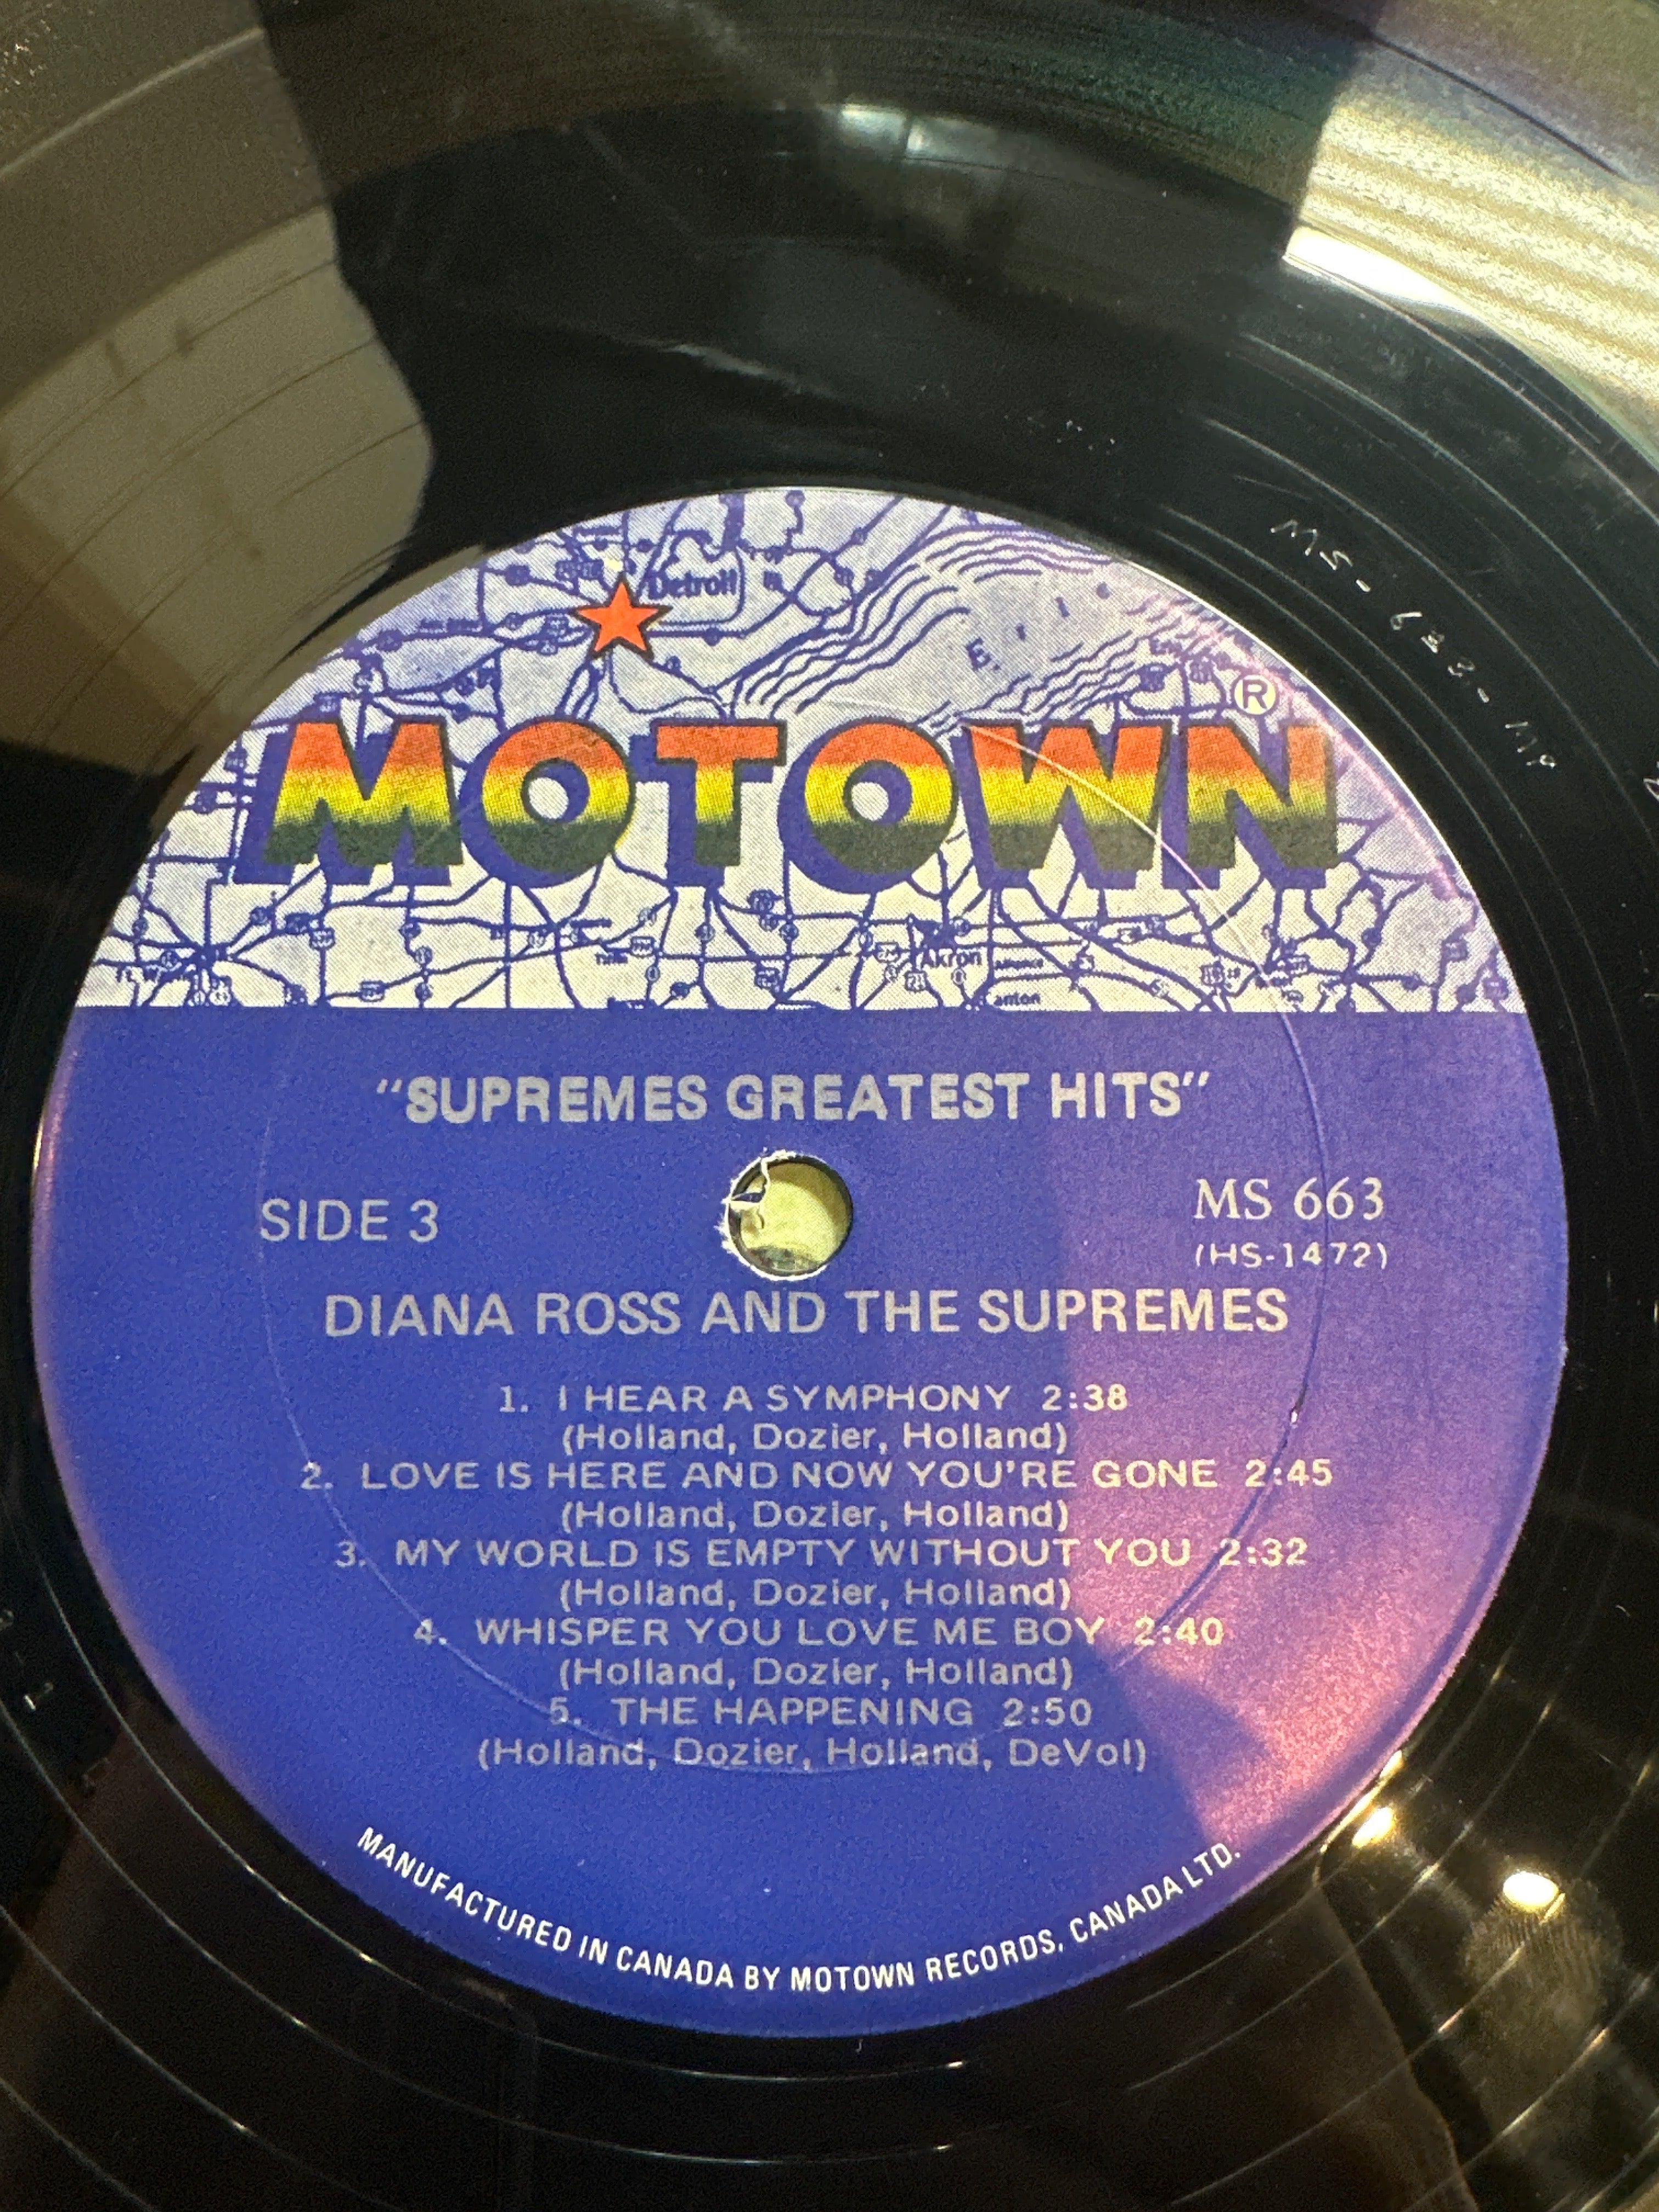 Detroit
E r i e
MOTOWN®
Akron
Canton
"SUPREMES GREATEST HITS"
SIDE 3
MS 663
(HS-1472)
DIANA ROSS AND THE SUPREMES
1. I HEAR A SYMPHONY 2:38
(Holland, Dozier, Holland)
2. LOVE IS HERE AND NOW YOU'RE GONE 2:45
(Holland, Dozier, Holland)
3. MY WORLD IS EMPTY WITHOUT YOU 2:32
(Holland, Dozier, Holland)
4. WHISPER YOU LOVE ME BOY 2:40
(Holland, Dozier, Holland)
5. THE HAPPENING 2:50
(Holland, Dozier, Holland, DeVol)
MANUFACTURED IN CANADA BY MOTOWN RECORDS, CANADA LTD.